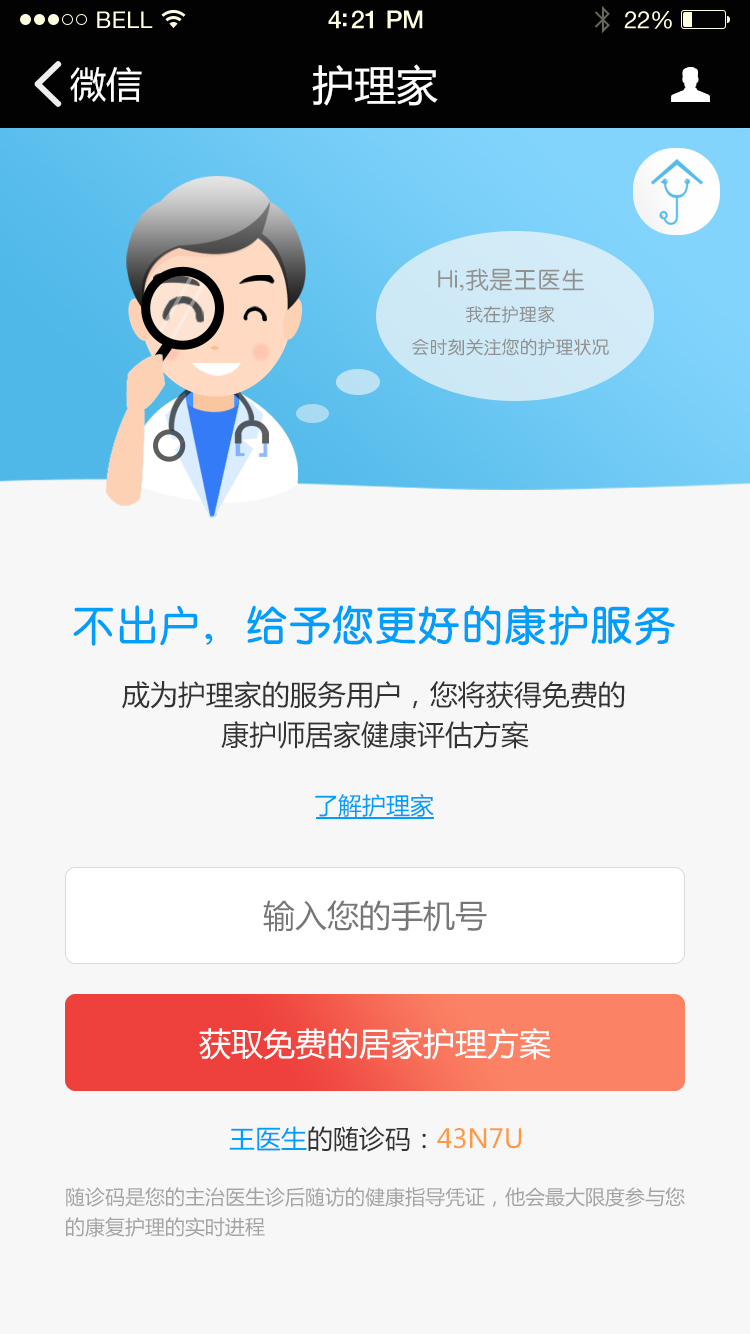 BELL
4:21 PM
22%
微信
护理家
Hi,我是王医生
我在护理家
会时刻关注您的护理状况
不出户，给予您更好的康护服务
成为护理家的服务用户，您将获得免费的
康护师居家健康评估方案
了解护理家
输入您的手机号
获取免费的居家护理方案
王医生的随诊码：43N7U
随诊码是您的主治医生诊后随访的健康指导凭证，他会最大限度参与您
的康复护理的实时进程